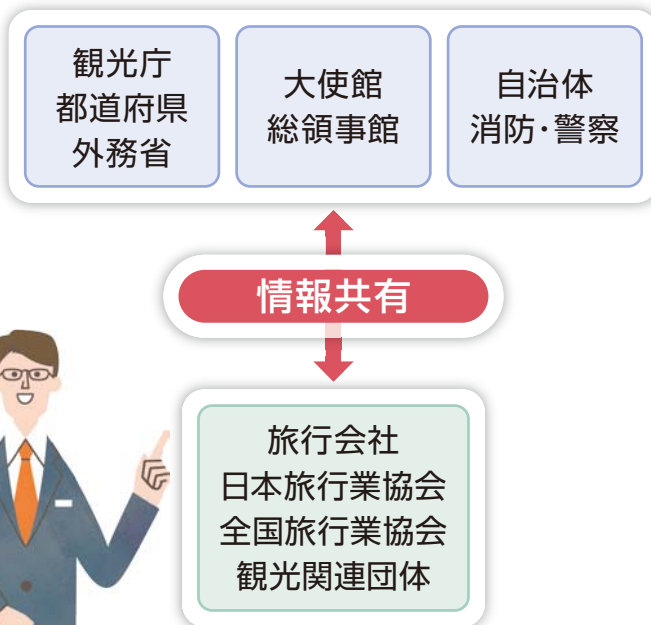 観光庁
都道府県
外務省
大使館
総領事館
自治体
消防・警察
情報共有
旅行会社
日本旅行業協会
全国旅行業協会
観光関連団体